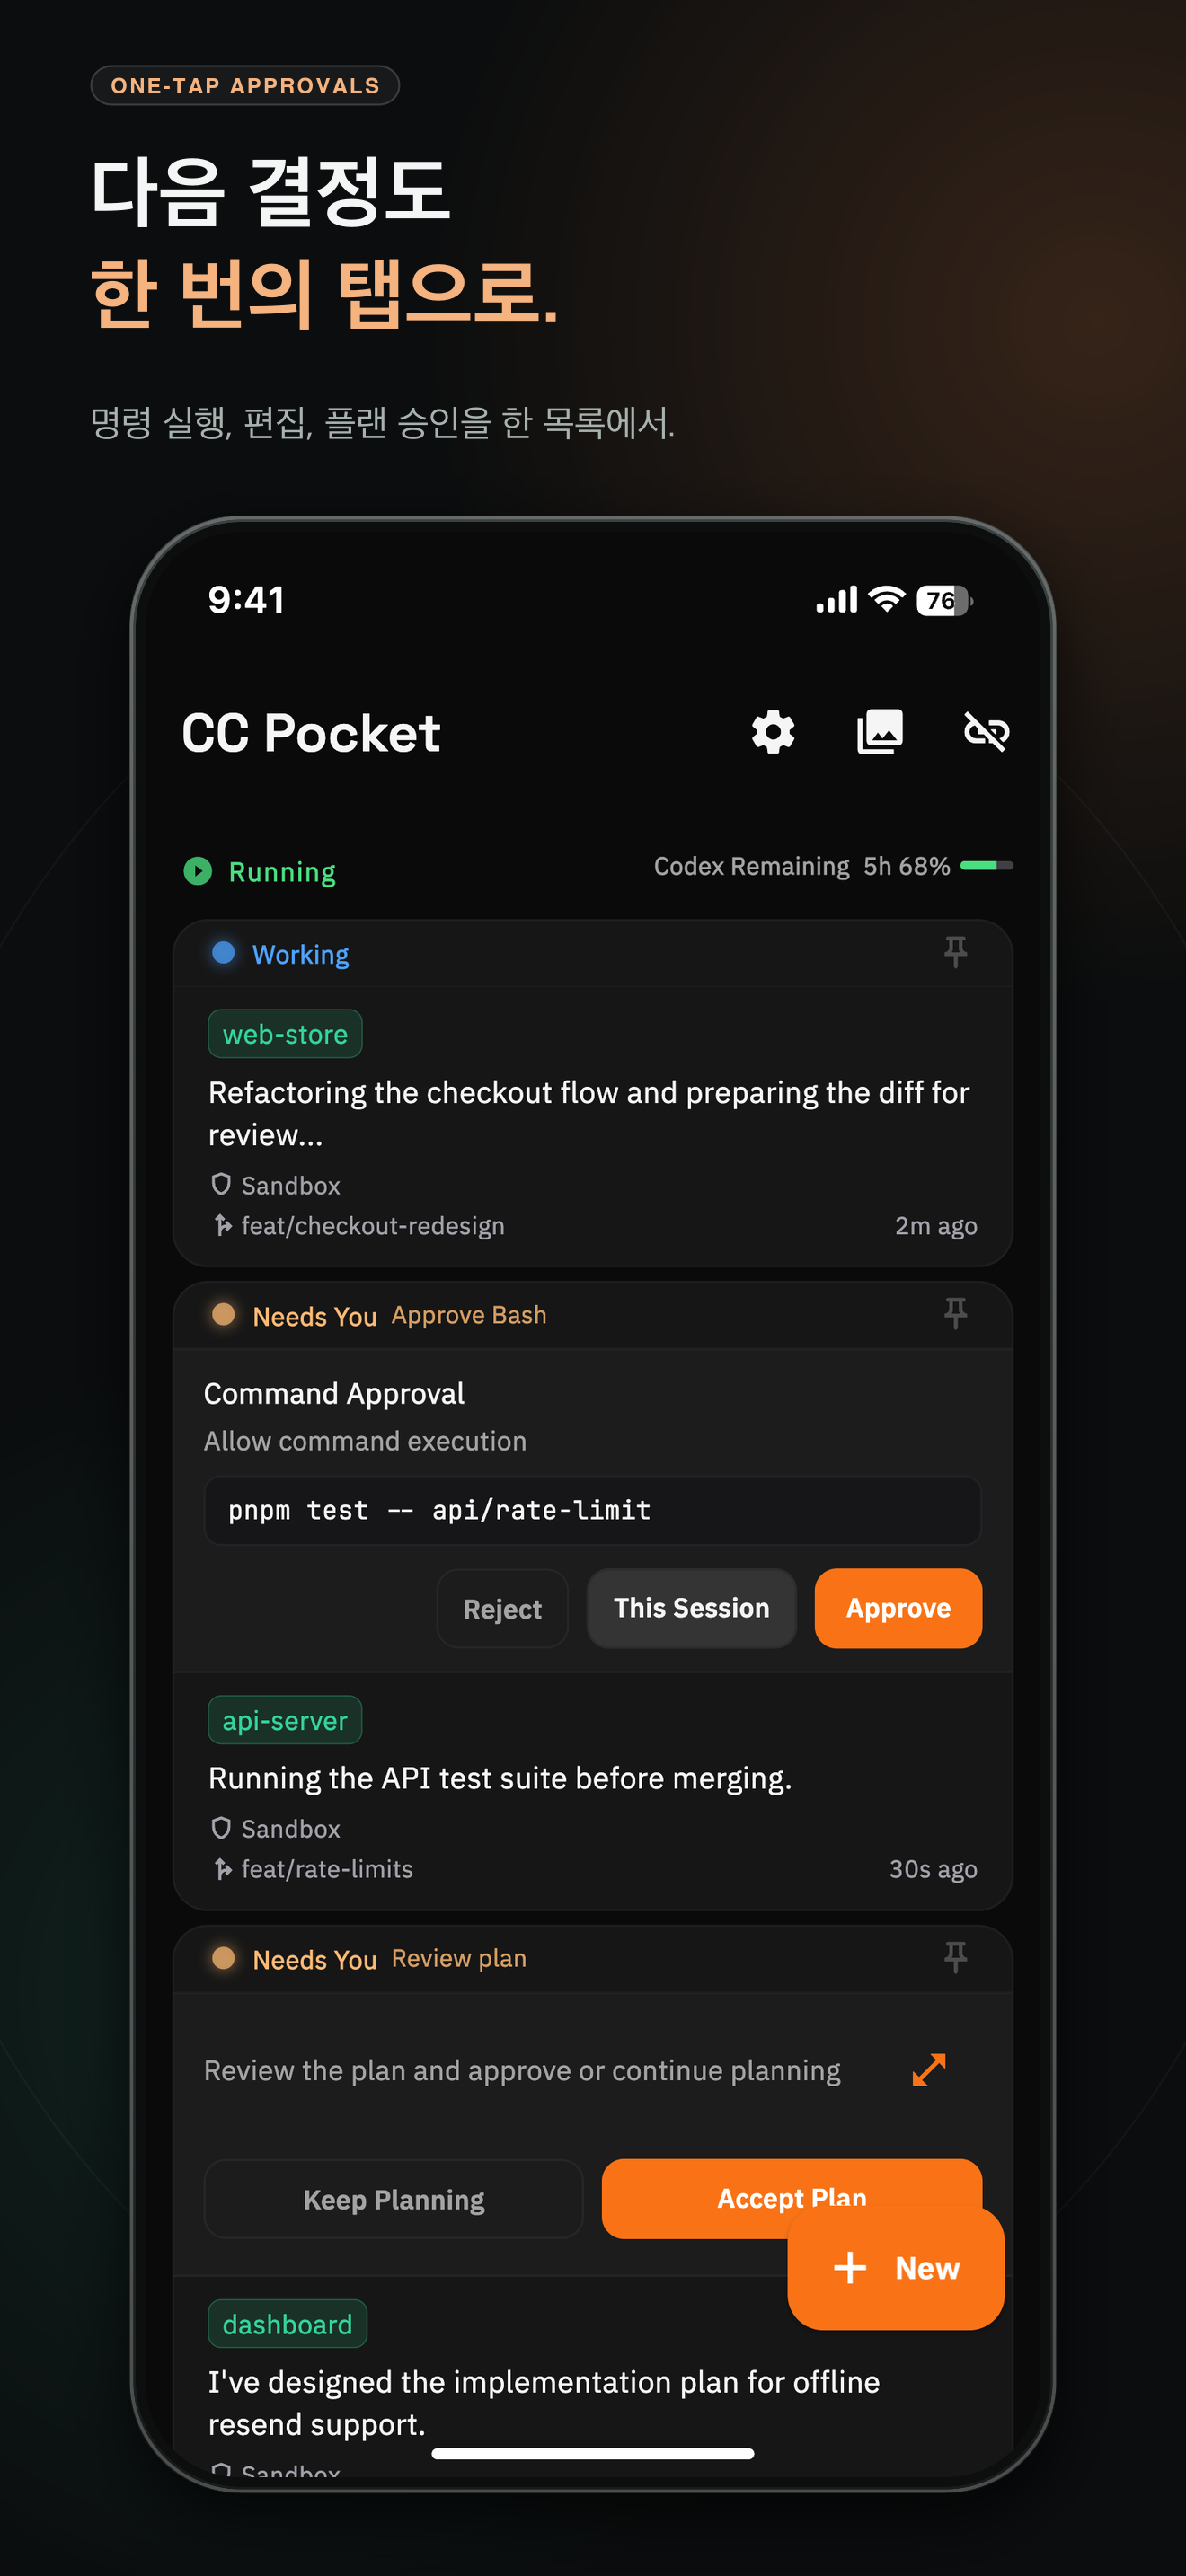 ONE-TAP APPROVALS
다음 결정도
한 번의 탭으로.
명령 실행, 편집, 플랜 승인을 한 목록에서.
9:41
76
CC Pocket
Running
Codex Remaining 5h 68%
Working
web-store
Refactoring the checkout flow and preparing the diff for
review...
Sandbox
feat/checkout-redesign 2m ago
Needs You Approve Bash
Command Approval
Allow command execution
pnpm test -- api/rate-limit
Reject This Session Approve
api-server
Running the API test suite before merging.
Sandbox
feat/rate-limits 30s ago
Needs You Review plan
Review the plan and approve or continue planning
Keep Planning Accept Plan
New
dashboard
I've designed the implementation plan for offline
resend support.
Sandbox